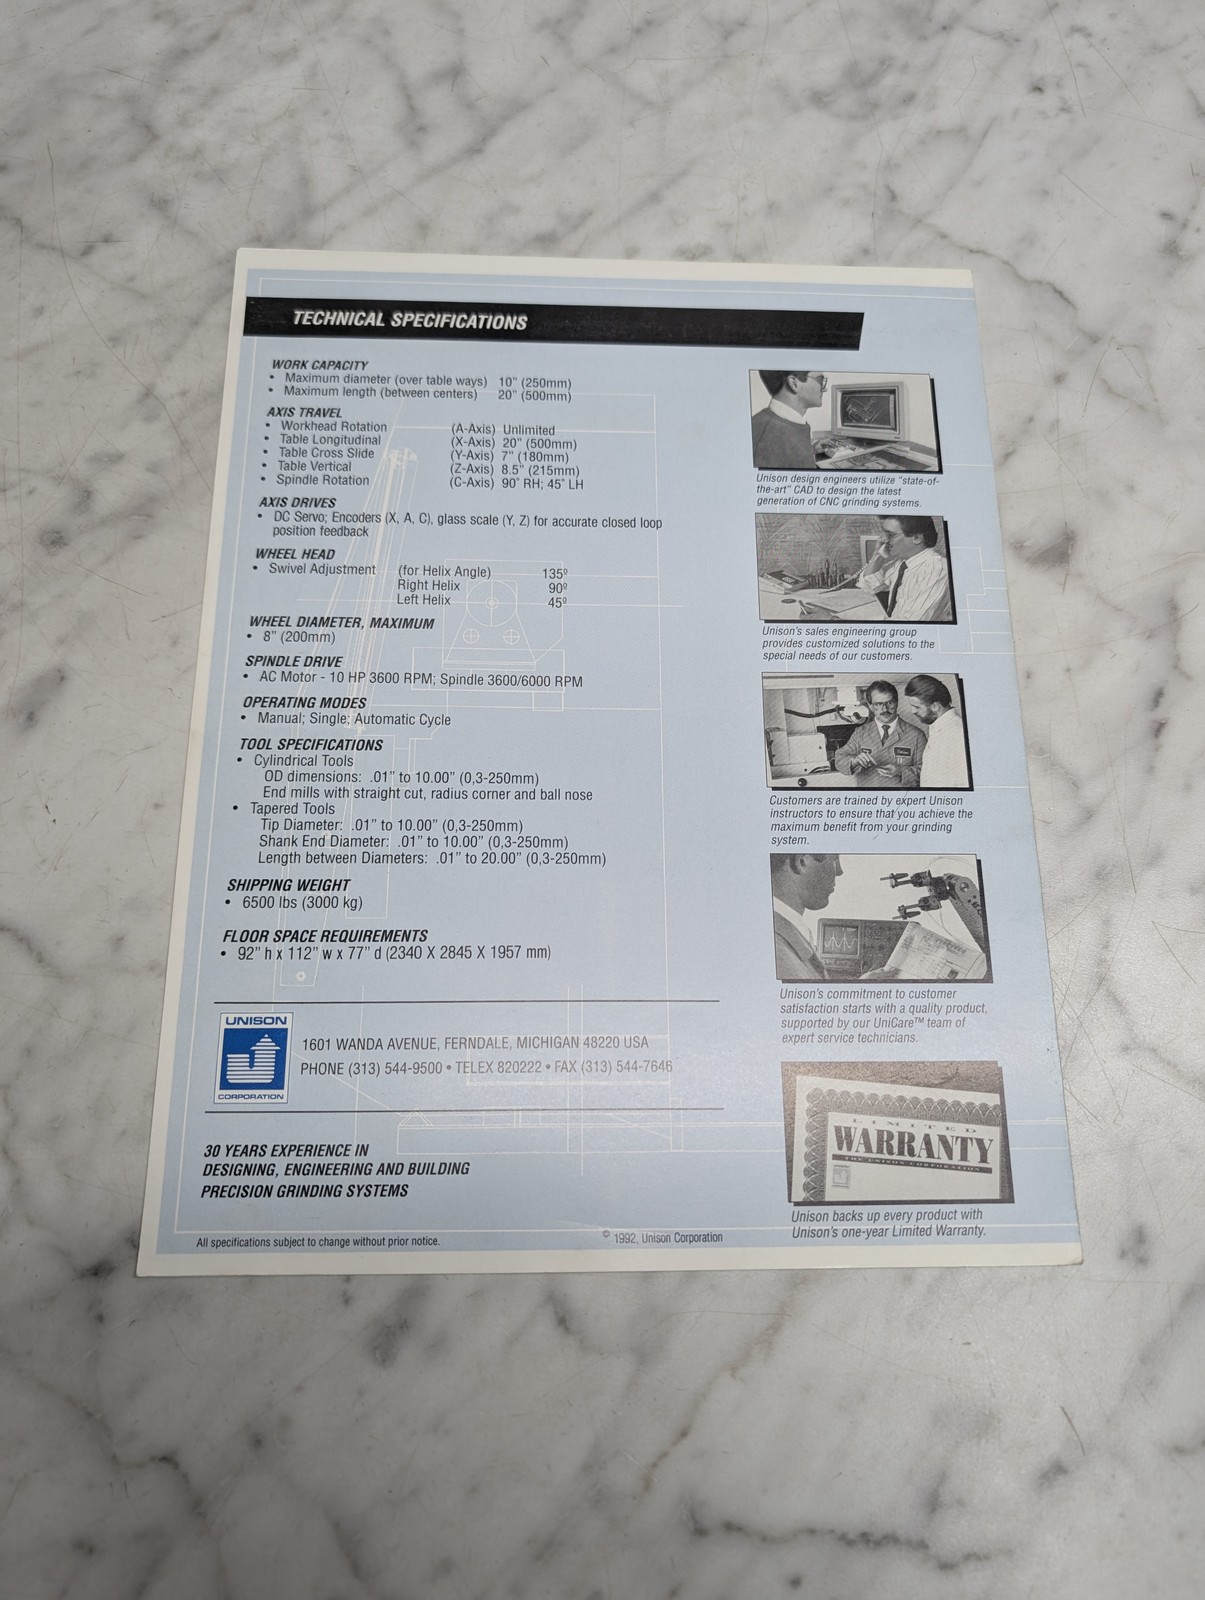 TECHNICAL SPECIFICATIONS
WORK CAPACITY
• Maximum diameter (over table ways) 10" (250mm)
• Maximum length (between centers) 20" (500mm)
AXIS TRAVEL
• Workhead Rotation (A-Axis) Unlimited
• Table Longitudinal (X-Axis) 20" (500mm)
• Table Cross Slide (Y-Axis) 7" (180mm)
• Table Vertical (Z-Axis) 8.5" (215mm)
• Spindle Rotation (C-Axis) 90° RH; 45° LH
AXIS DRIVES
• DC Servo; Encoders (X, A, C), glass scale (Y, Z) for accurate closed loop
position feedback
WHEEL HEAD
• Swivel Adjustment (for Helix Angle) 135º
Right Helix 90º
Left Helix 45º
WHEEL DIAMETER, MAXIMUM
• 8" (200mm)
SPINDLE DRIVE
• AC Motor - 10 HP 3600 RPM; Spindle 3600/6000 RPM
OPERATING MODES
• Manual; Single; Automatic Cycle
TOOL SPECIFICATIONS
• Cylindrical Tools
OD dimensions: .01" to 10.00" (0,3-250mm)
End mills with straight cut, radius corner and ball nose
• Tapered Tools
Tip Diameter: .01" to 10.00" (0,3-250mm)
Shank End Diameter: .01" to 10.00" (0,3-250mm)
Length between Diameters: .01" to 20.00" (0,3-250mm)
SHIPPING WEIGHT
• 6500 lbs (3000 kg)
FLOOR SPACE REQUIREMENTS
• 92" h x 112" w x 77" d (2340 X 2845 X 1957 mm)
UNISON
CORPORATION
1601 WANDA AVENUE, FERNDALE, MICHIGAN 48220 USA
PHONE (313) 544-9500 • TELEX 820222 • FAX (313) 544-7646
30 YEARS EXPERIENCE IN
DESIGNING, ENGINEERING AND BUILDING
PRECISION GRINDING SYSTEMS
All specifications subject to change without prior notice.
© 1992, Unison Corporation
Unison design engineers utilize "state-of-
the-art" CAD to design the latest
generation of CNC grinding systems.
Unison's sales engineering group
provides customized solutions to the
special needs of our customers.
Customers are trained by expert Unison
instructors to ensure that you achieve the
maximum benefit from your grinding
system.
Unison's commitment to customer
satisfaction starts with a quality product,
supported by our UniCare™ team of
expert service technicians.
LIMITED
WARRANTY
THE UNISON CORPORATION
Unison backs up every product with
Unison's one-year Limited Warranty.